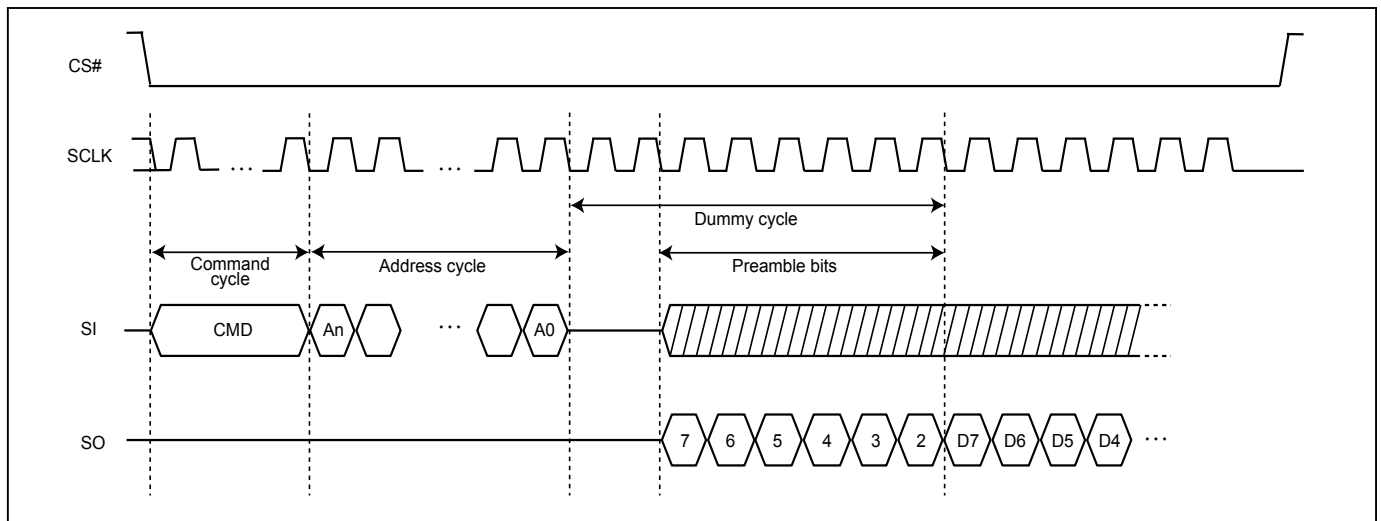 CS#
SCLK
... ...
Dummy cycle
Command
cycle
Address cycle
Preamble bits
SI
CMD An ... A0
SO
7 6 5 4 3 2 D7 D6 D5 D4 ...